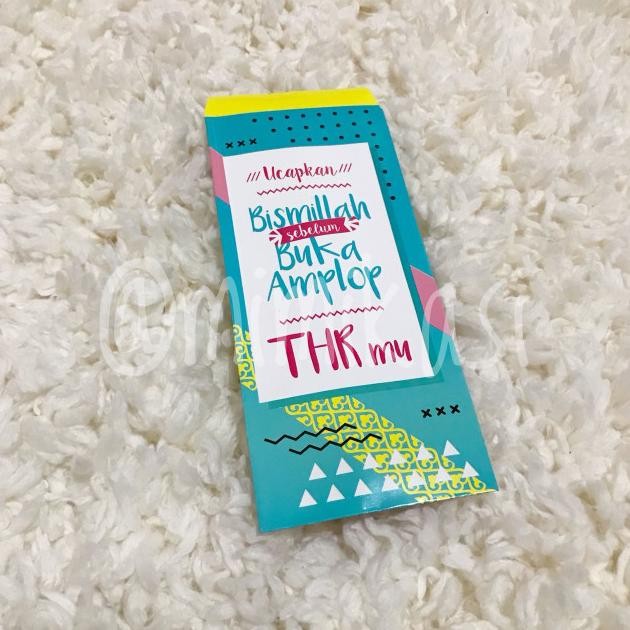 Ucapkan
Bismillah
sebelum
Buka
Amplop
THR mu